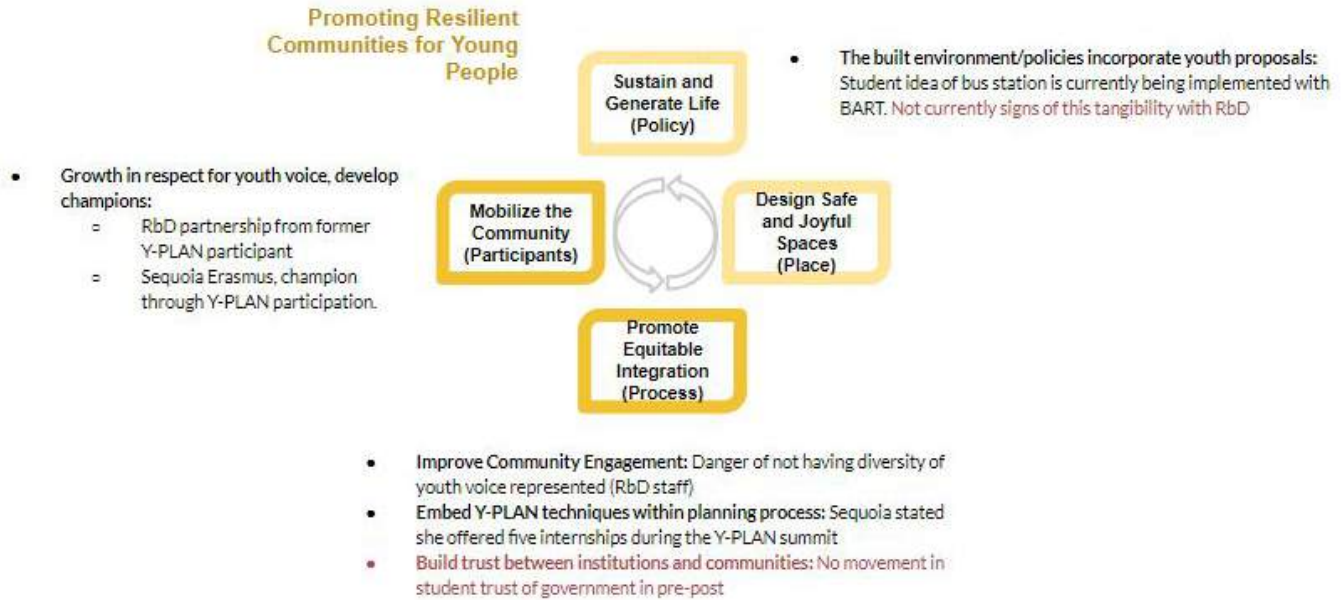 Promoting Resilient
Communities for Young
People
Sustain and
Generate Life
(Policy)
• The built environment/policies incorporate youth proposals:
Student idea of bus station is currently being implemented with
BART. Not currently signs of this tangibility with RbD
• Growth in respect for youth voice, develop
champions:
▫ RbD partnership from former
Y-PLAN participant
▫ Sequoia Erasmus, champion
through Y-PLAN participation.
Mobilize the
Community
(Participants)
Design Safe
and Joyful
Spaces
(Place)
Promote
Equitable
Integration
(Process)
• Improve Community Engagement: Danger of not having diversity of
youth voice represented (RbD staff)
• Embed Y-PLAN techniques within planning process: Sequoia stated
she offered five internships during the Y-PLAN summit
• Build trust between institutions and communities: No movement in
student trust of government in pre-post